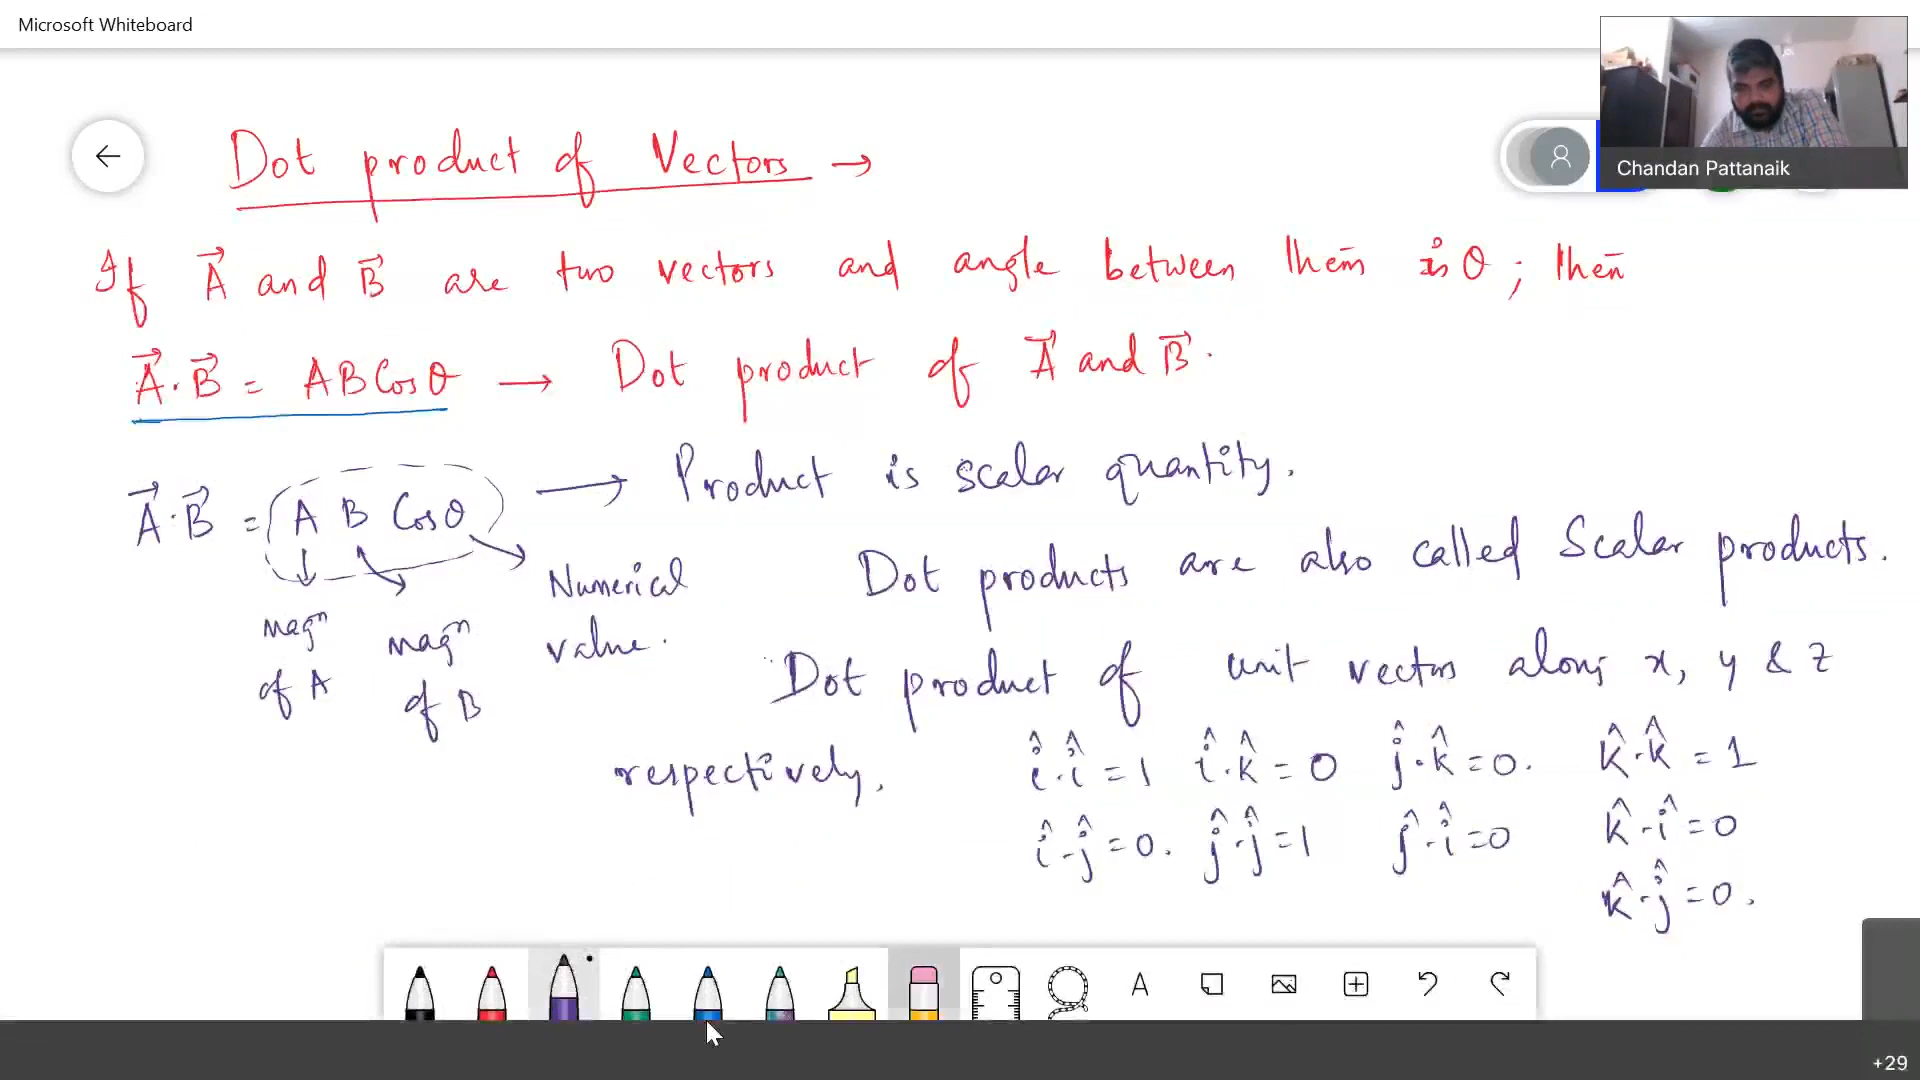 Microsoft Whiteboard
Chandan Pattanaik
Dot product of Vectors →
If A⃗ and B⃗ are two vectors and angle between them is θ ; then
A⃗ · B⃗ = AB Cosθ → Dot product of A⃗ and B⃗ .
A⃗ · B⃗ = A B Cosθ → Product is scalar quantity.
Dot products are also called Scalar products.
magⁿ of A
magⁿ of B
Numerical value.
Dot product of unit vectors along x, y & z
respectively.
î · î = 1 î · k̂ = 0 ĵ · k̂ = 0. k̂ · k̂ = 1
î · ĵ = 0. ĵ · ĵ = 1 ĵ · î = 0 k̂ · î = 0
k̂ · ĵ = 0.
A
+29